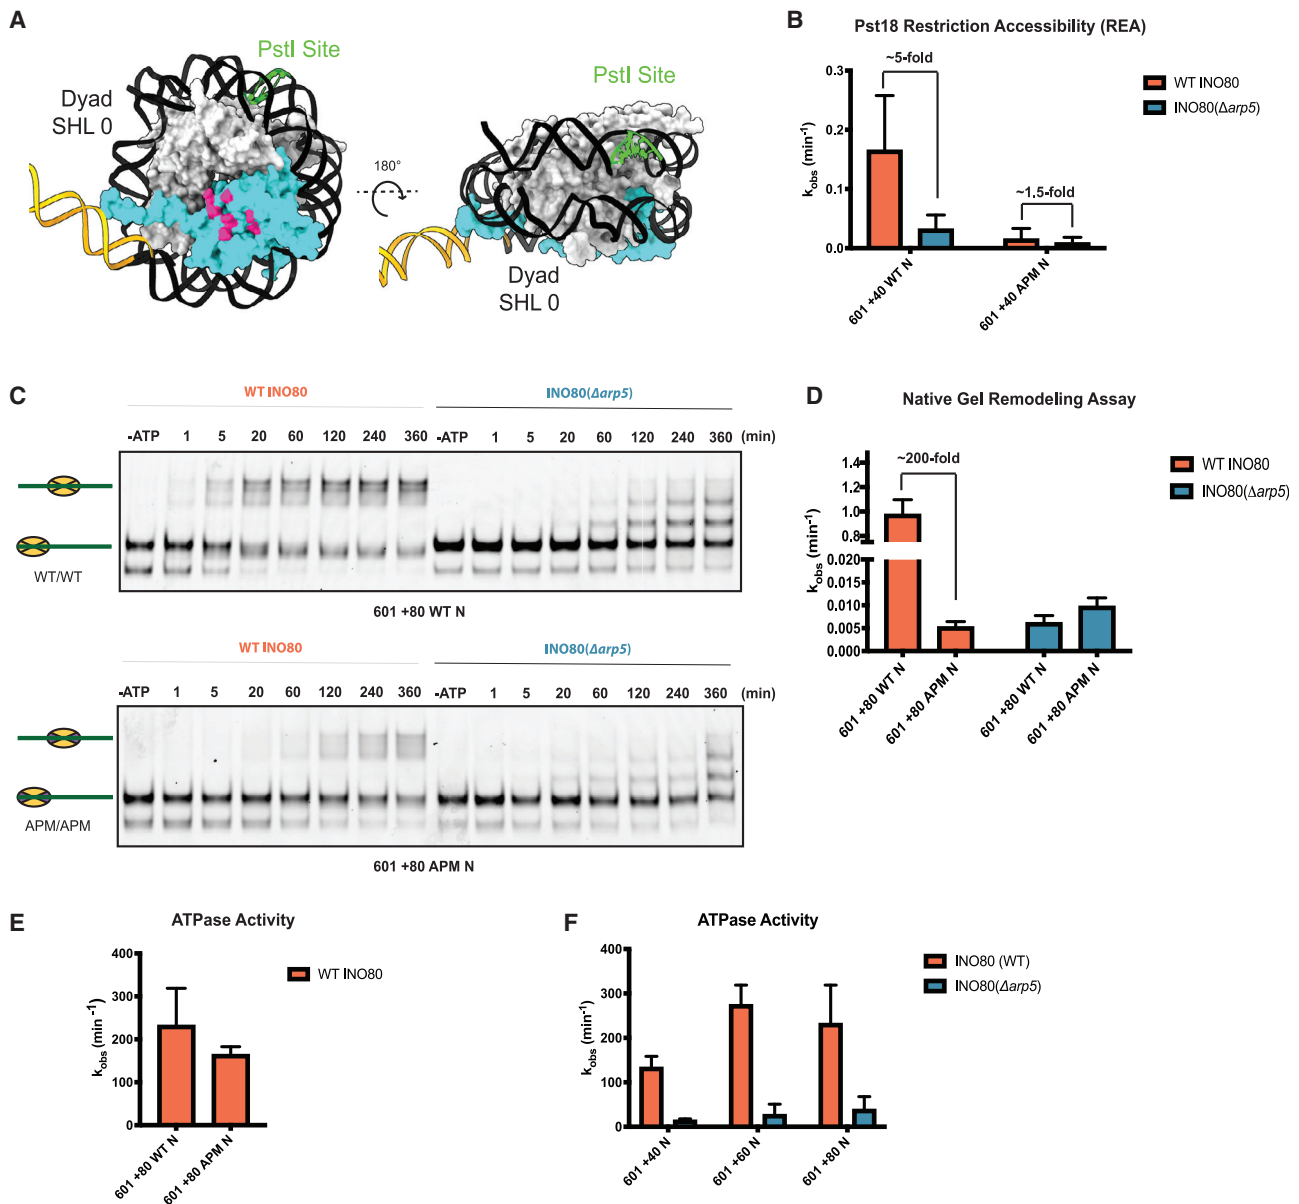 A
PstI Site
Dyad
SHL 0
180°
PstI Site
Dyad
SHL 0
B
Pst18 Restriction Accessibility (REA)
~5-fold
~1.5-fold
0.3
0.2
0.1
0.0
kobs (min-1)
601 +40 WT N
601 +40 APM N
WT INO80
INO80(Δarp5)
C
WT INO80
INO80(Δarp5)
-ATP 1 5 20 60 120 240 360 -ATP 1 5 20 60 120 240 360 (min)
WT/WT
601 +80 WT N
WT INO80
INO80(Δarp5)
-ATP 1 5 20 60 120 240 360 -ATP 1 5 20 60 120 240 360 (min)
APM/APM
601 +80 APM N
D
Native Gel Remodeling Assay
~200-fold
1.4
1.2
1.0
0.8
0.6
0.020
0.015
0.010
0.005
0.000
kobs (min-1)
601 +80 WT N
601 +80 APM N
601 +80 WT N
601 +80 APM N
WT INO80
INO80(Δarp5)
E
ATPase Activity
400
300
200
100
0
kobs (min-1)
601 +80 WT N
601 +80 APM N
WT INO80
F
ATPase Activity
400
300
200
100
0
kobs (min-1)
601 +40 N
601 +60 N
601 +80 N
INO80 (WT)
INO80(Δarp5)